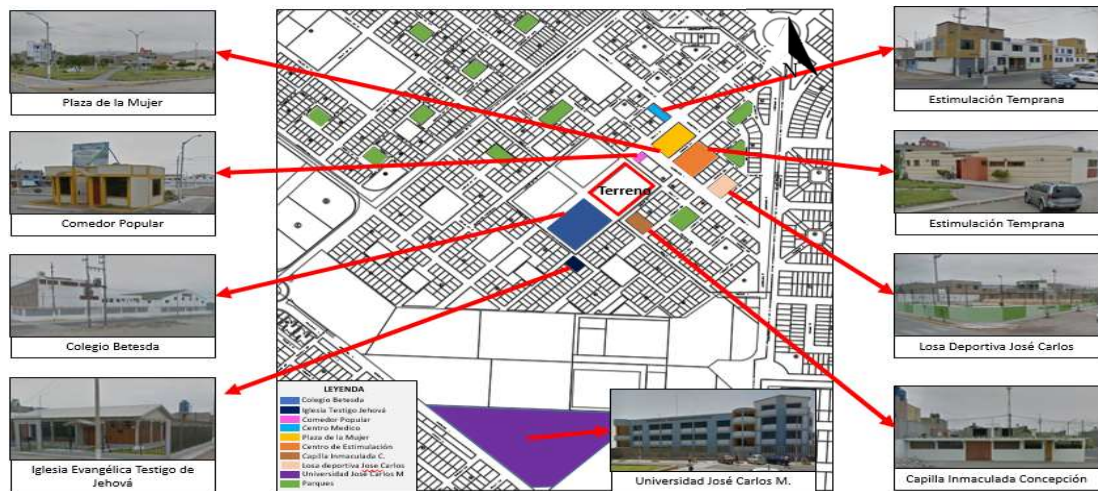 Plaza de la Mujer
Comedor Popular
Colegio Betesda
Iglesia Evangélica Testigo de
Jehová
N
Terreno
LEYENDA
Colegio Betesda
Iglesia Testigo Jehová
Comedor Popular
Centro Medico
Plaza de la Mujer
Centro de Estimulación
Capilla Inmaculada C.
Losa deportiva Jose Carlos
Universidad José Carlos M
Parques
Universidad José Carlos M.
Estimulación Temprana
Estimulación Temprana
Losa Deportiva José Carlos
Capilla Inmaculada Concepción